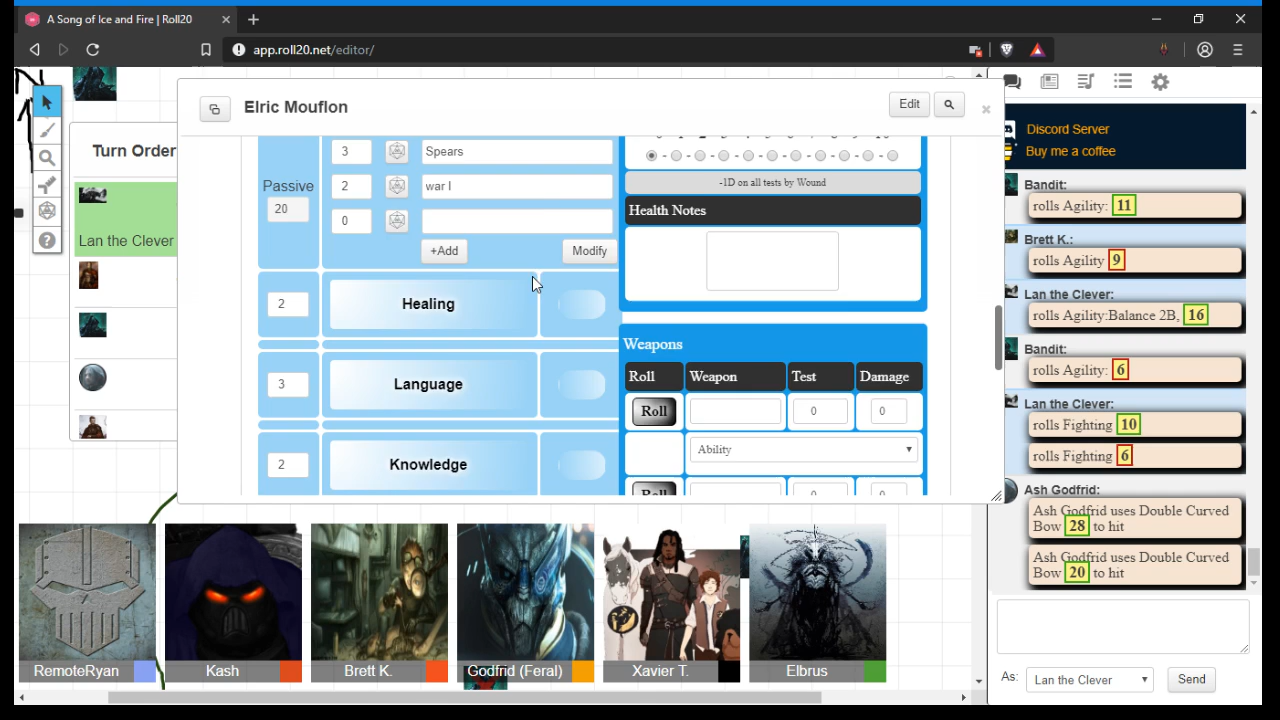 A Song of Ice and Fire | Roll20
app.roll20.net/editor/
Elric Mouflon
Edit
Turn Order
Lan the Clever
Passive
20
3
Spears
2
war l
0
+Add
Modify
2
Healing
3
Language
2
Knowledge
-1D on all tests by Wound
Health Notes
Weapons
Roll
Weapon
Test
Damage
Roll
0
0
Ability
Roll
0
0
Discord Server
Buy me a coffee
Bandit:
rolls Agility: 11
Brett K.:
rolls Agility 9
Lan the Clever:
rolls Agility:Balance 2B, 16
Bandit:
rolls Agility: 6
Lan the Clever:
rolls Fighting 10
rolls Fighting 6
Ash Godfrid:
Ash Godfrid uses Double Curved
Bow 28 to hit
Ash Godfrid uses Double Curved
Bow 20 to hit
RemoteRyan
Kash
Brett K.
Godfrid (Feral)
Xavier T.
Elbrus
As:
Lan the Clever
Send